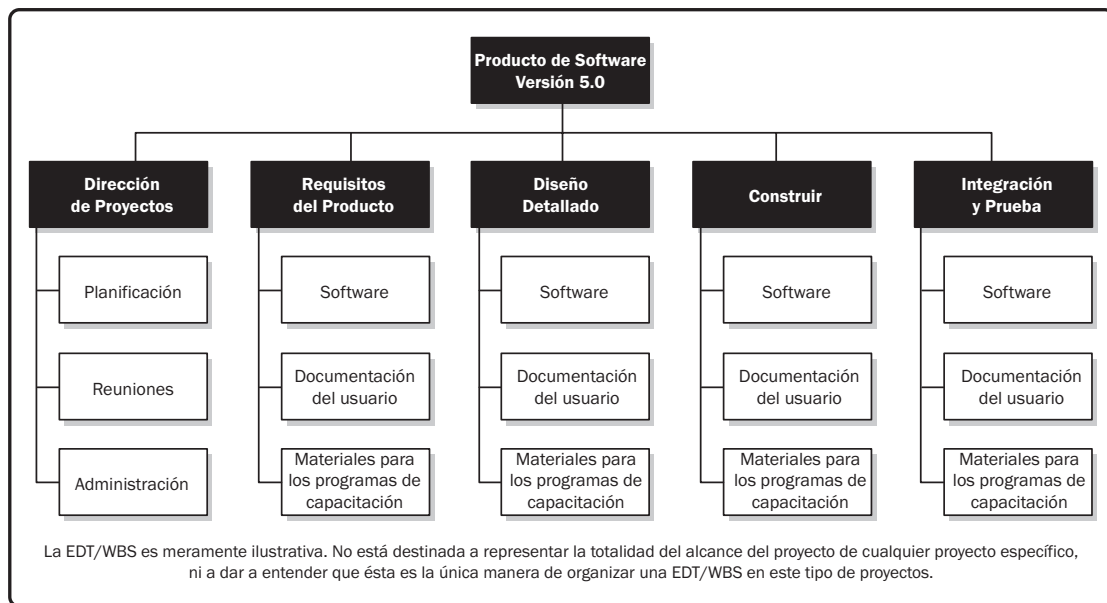 Producto de Software
Versión 5.0
Dirección
de Proyectos
Requisitos
del Producto
Diseño
Detallado
Construir
Integración
y Prueba
Planificación
Software
Software
Software
Software
Reuniones
Documentación
del usuario
Documentación
del usuario
Documentación
del usuario
Documentación
del usuario
Administración
Materiales para
los programas de
capacitación
Materiales para
los programas de
capacitación
Materiales para
los programas de
capacitación
Materiales para
los programas de
capacitación
La EDT/WBS es meramente ilustrativa. No está destinada a representar la totalidad del alcance del proyecto de cualquier proyecto específico,
ni a dar a entender que ésta es la única manera de organizar una EDT/WBS en este tipo de proyectos.